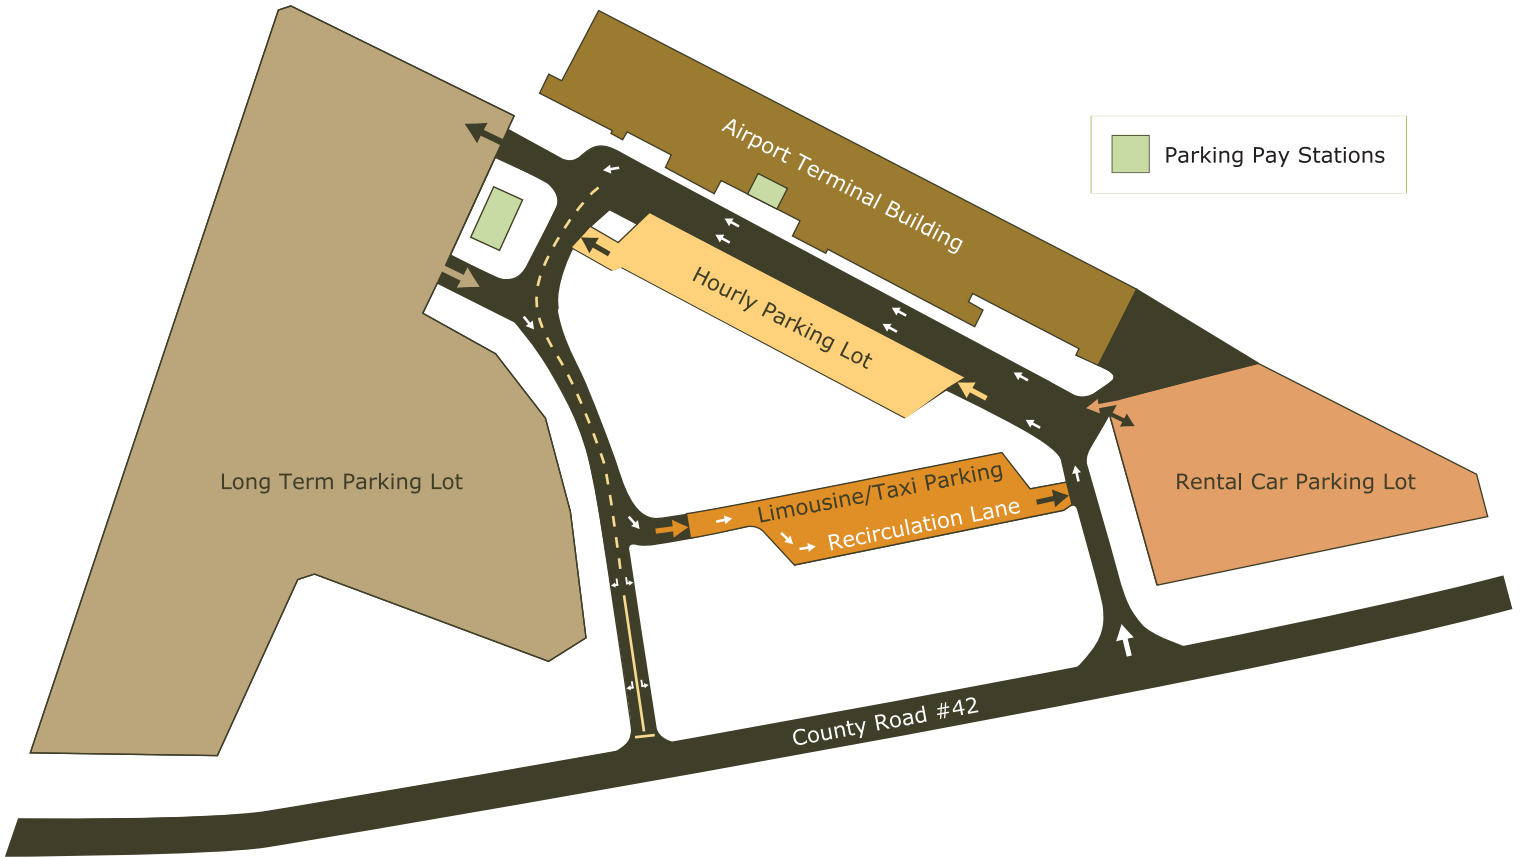 Airport Terminal Building
Parking Pay Stations
Hourly Parking Lot
Long Term Parking Lot
Limousine/Taxi Parking
Recirculation Lane
Rental Car Parking Lot
County Road #42